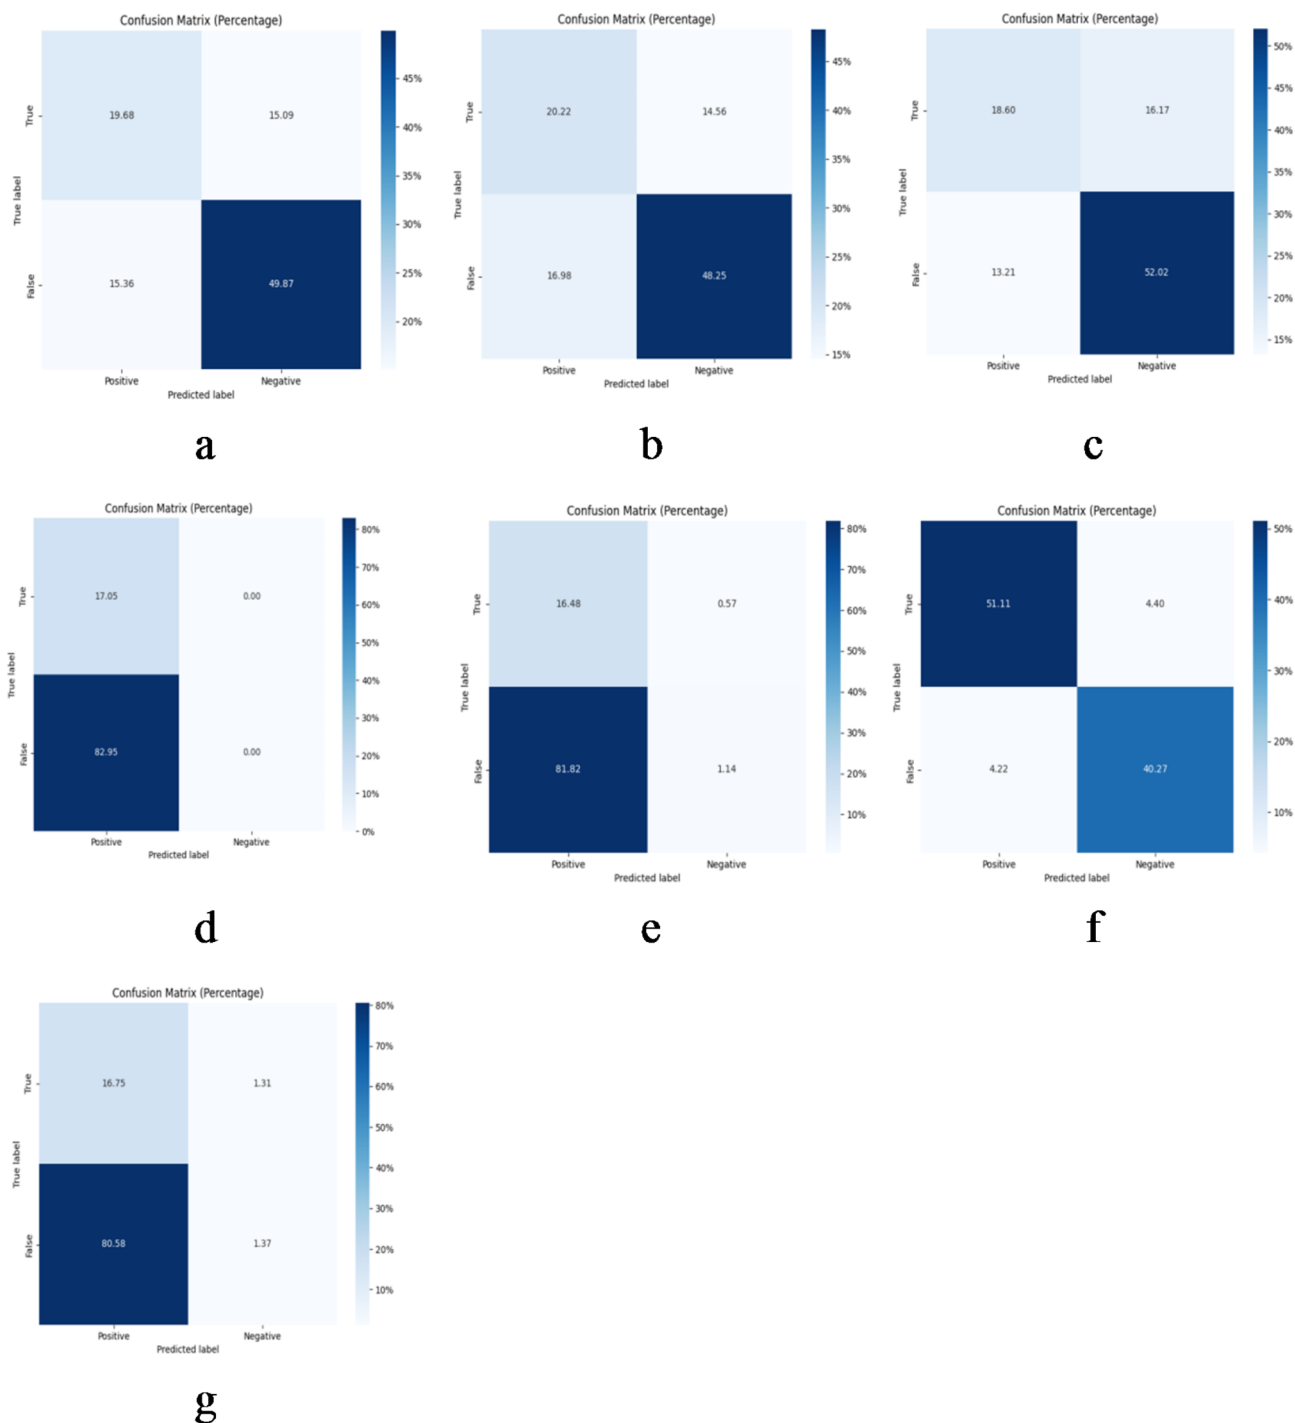 Confusion Matrix (Percentage)
True label
True
False
19.68 15.09
15.36 49.87
Positive Negative
Predicted label
45%
40%
35%
30%
25%
20%
a
Confusion Matrix (Percentage)
True label
True
False
20.22 14.56
16.98 48.25
Positive Negative
Predicted label
45%
40%
35%
30%
25%
20%
15%
b
Confusion Matrix (Percentage)
True label
True
False
18.60 16.17
13.21 52.02
Positive Negative
Predicted label
50%
45%
40%
35%
30%
25%
20%
15%
c
Confusion Matrix (Percentage)
True label
True
False
17.05 0.00
82.95 0.00
Positive Negative
Predicted label
80%
70%
60%
50%
40%
30%
20%
10%
0%
d
Confusion Matrix (Percentage)
True label
True
False
16.48 0.57
81.82 1.14
Positive Negative
Predicted label
80%
70%
60%
50%
40%
30%
20%
10%
e
Confusion Matrix (Percentage)
True label
True
False
51.11 4.40
4.22 40.27
Positive Negative
Predicted label
50%
40%
30%
20%
10%
f
Confusion Matrix (Percentage)
True label
True
False
16.75 1.31
80.58 1.37
Positive Negative
Predicted label
80%
70%
60%
50%
40%
30%
20%
10%
g